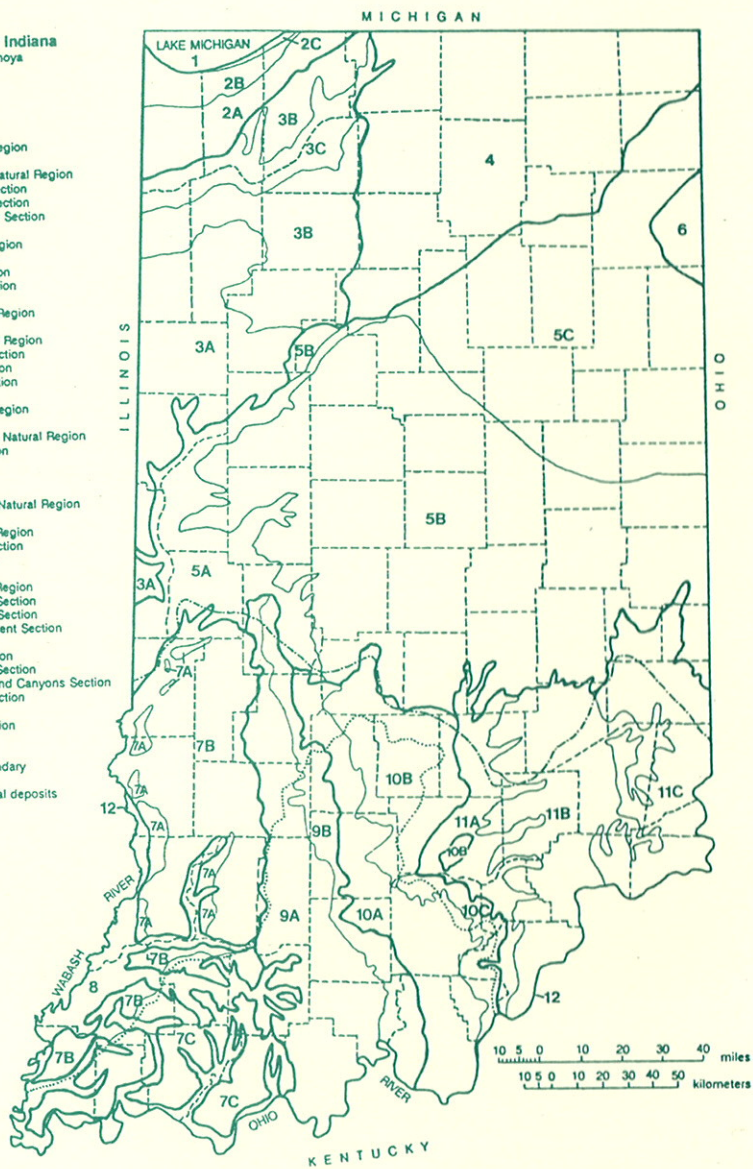 MICHIGAN
Indiana
LAKE MICHIGAN
1
2C
2B
2A
3B
3C
4
egion
atural Region
ction
ection
Section
3B
6
gion
on
ion
Region
3A
5B
5C
ILLINOIS
OHIO
Region
ction
on
tion
egion
Natural Region
on
Natural Region
5B
Region
ction
3A
5A
Region
Section
Section
ent Section
on
Section
nd Canyons Section
ction
7A
ion
7A
7B
ndary
10B
7A
al deposits
11C
12
7A
9B
11A
11B
10B
7A
RIVER
7A
7A
9A
10A
10C
WABASH
7B
8
12
7B
7B
7C
7C
10 5 0 10 20 30 40 miles
10 5 0 10 20 30 40 50 kilometers
RIVER
OHIO
KENTUCKY